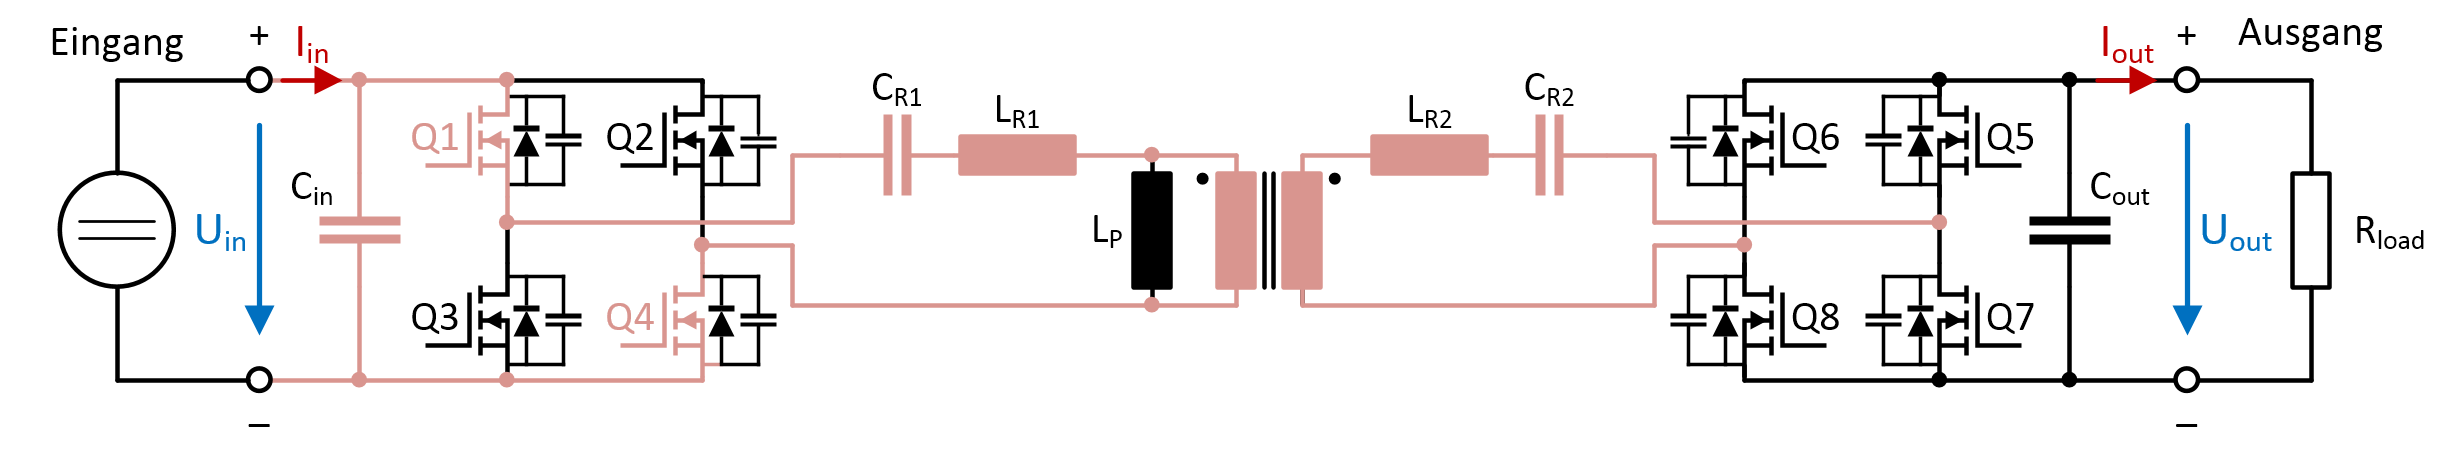 Eingang
+
Iin
Cin
Uin
–
Q1
Q2
Q3
Q4
CR1
LR1
LP
LR2
CR2
Q6
Q5
Q8
Q7
Cout
Iout
+
Ausgang
Uout
Rload
–